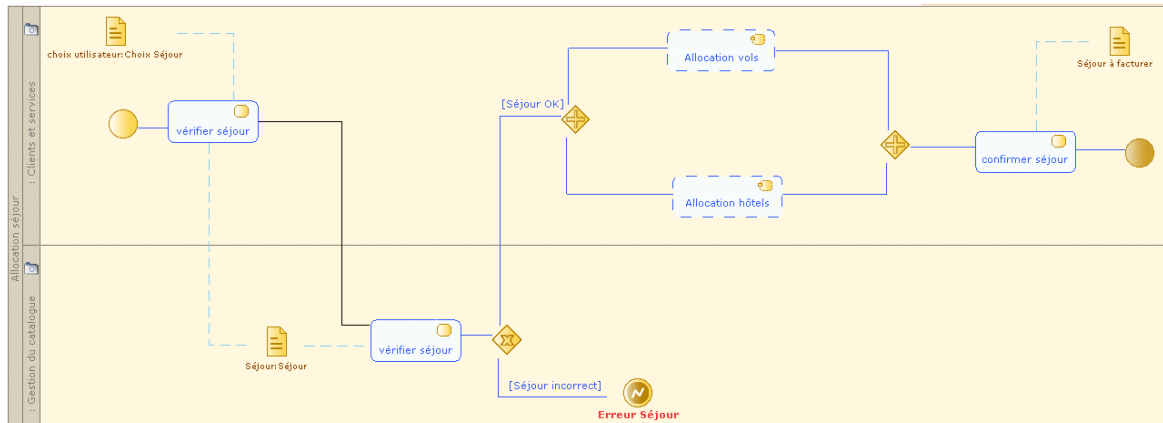 Allocation séjour
: Clients et services
choix utilisateur:Choix Séjour
vérifier séjour
[Séjour OK]
Allocation vols
Allocation hôtels
confirmer séjour
Séjour à facturer
: Gestion du catalogue
Séjour:Séjour
vérifier séjour
[Séjour incorrect]
Erreur Séjour